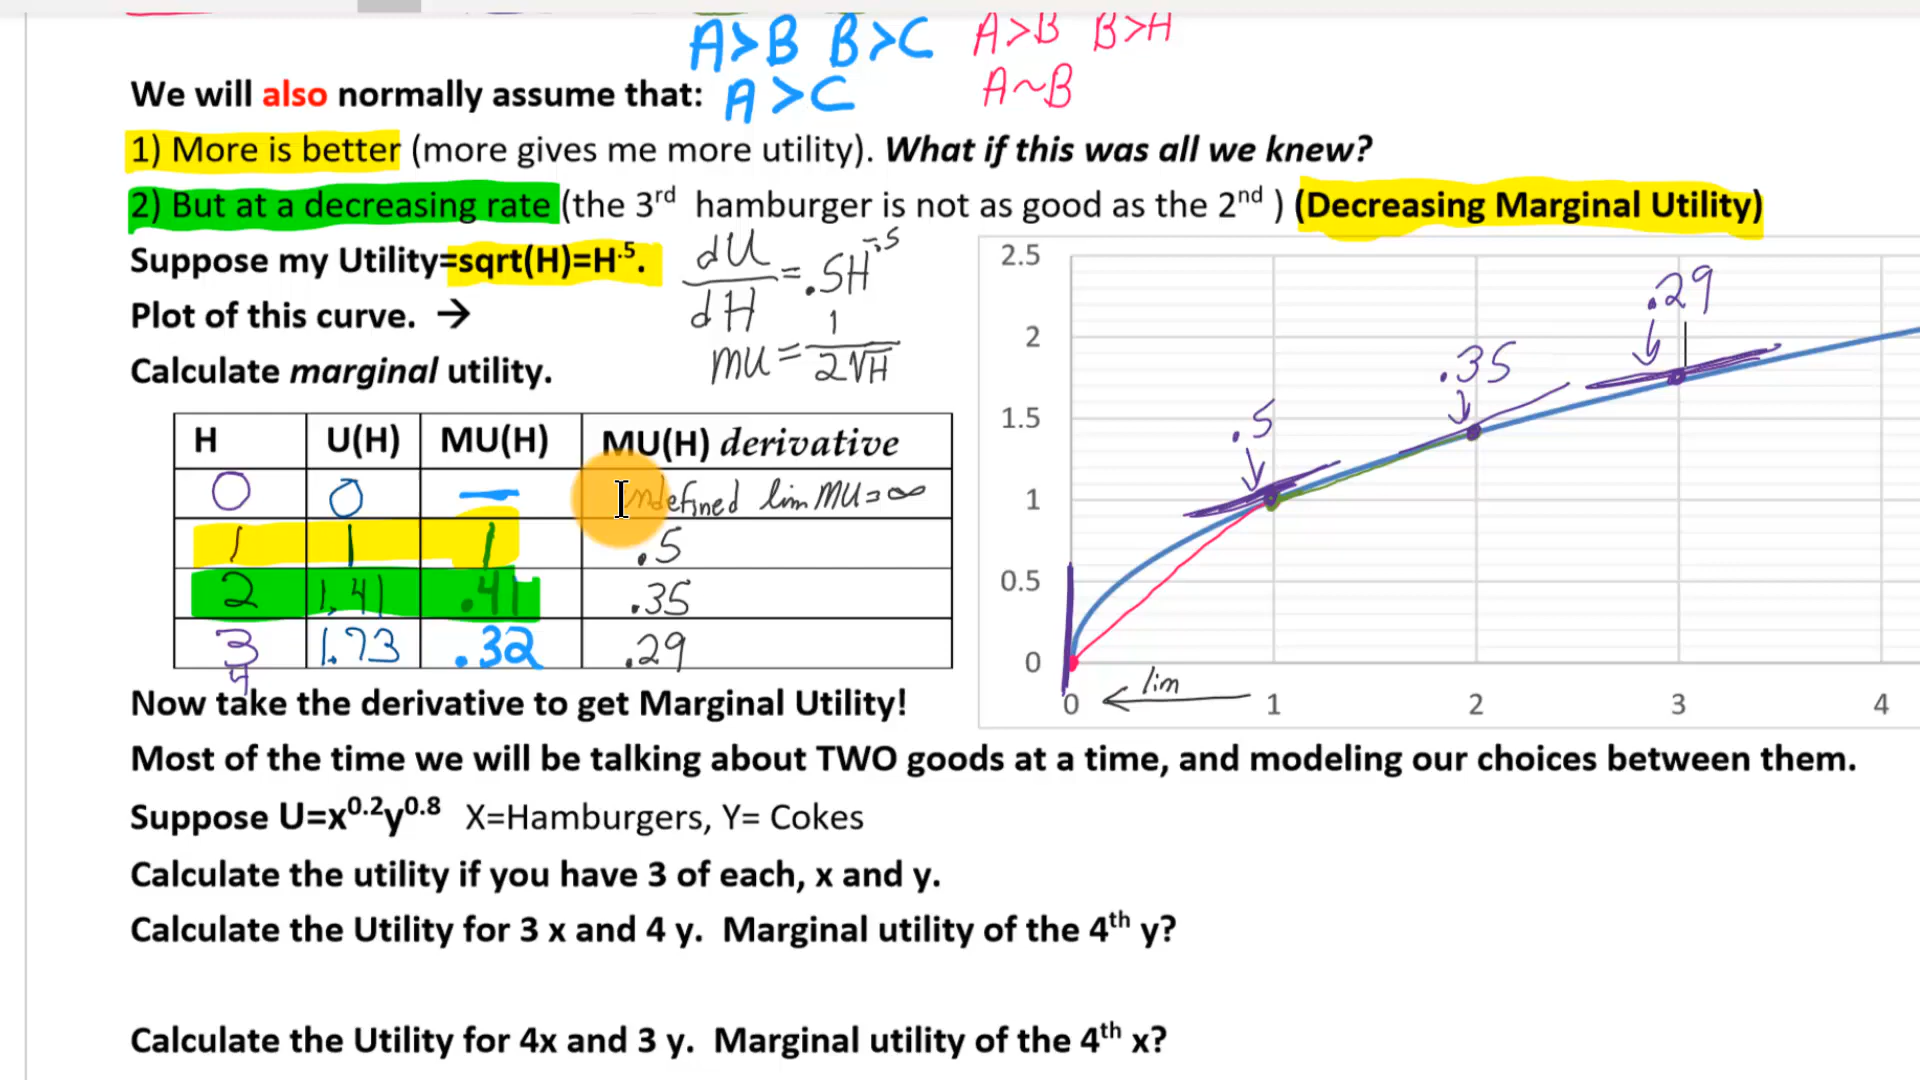 A>B B>C A>B B>A
We will also normally assume that: A>C A~B
1) More is better (more gives me more utility). What if this was all we knew?
2) But at a decreasing rate (the 3rd hamburger is not as good as the 2nd ) (Decreasing Marginal Utility)
Suppose my Utility=sqrt(H)=H.5.
dU/dH = .5H-.5
Plot of this curve. →
Calculate marginal utility.
MU = 1/2√H
H U(H) MU(H) MU(H) derivative
0 0 — undefined lim MU=∞
1 1 1 .5
2 1.41 .41 .35
3 1.73 .32 .29
4
2.5
2
1.5
1
0.5
0
0 1 2 3 4
.5
.35
.29
← lim
Now take the derivative to get Marginal Utility!
Most of the time we will be talking about TWO goods at a time, and modeling our choices between them.
Suppose U=x0.2y0.8 X=Hamburgers, Y= Cokes
Calculate the utility if you have 3 of each, x and y.
Calculate the Utility for 3 x and 4 y. Marginal utility of the 4th y?
Calculate the Utility for 4x and 3 y. Marginal utility of the 4th x?